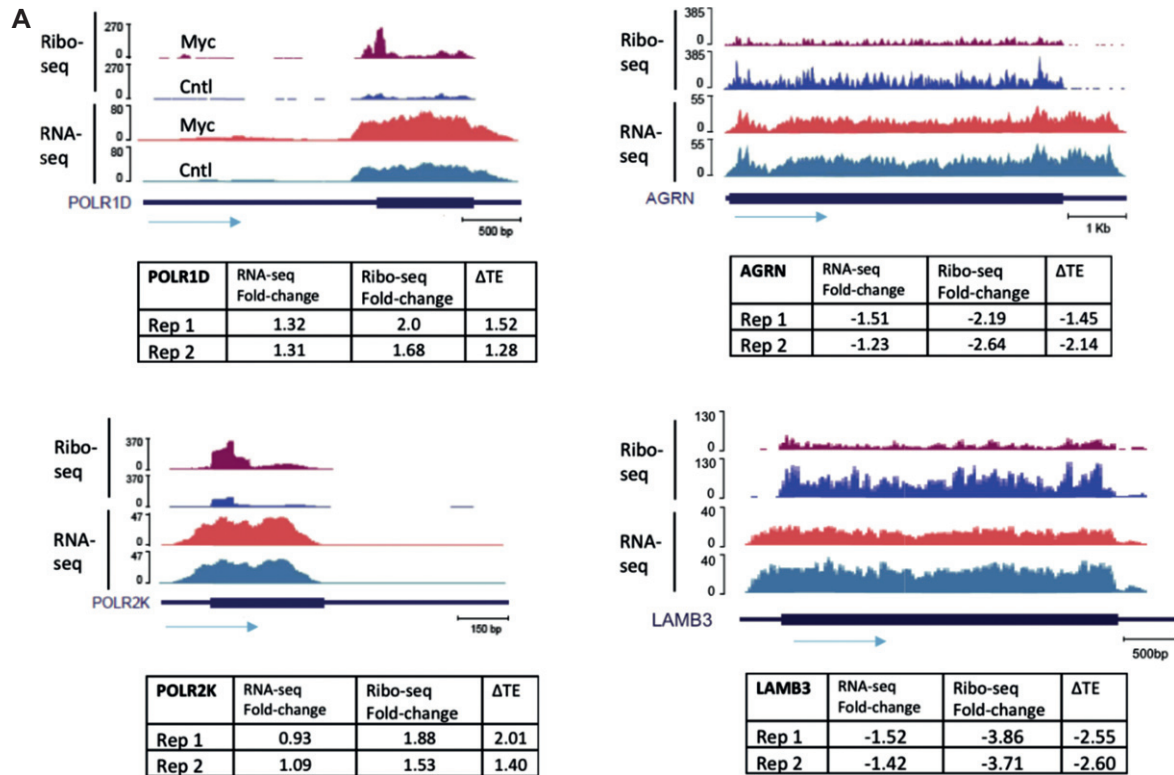 A
Ribo-
seq
RNA-
seq
270
0
Myc
270
0
Cntl
80
0
Myc
80
0
Cntl
POLR1D
500 bp
POLR1D RNA-seq Fold-change Ribo-seq Fold-change ΔTE
Rep 1 1.32 2.0 1.52
Rep 2 1.31 1.68 1.28
Ribo-
seq
RNA-
seq
385
0
385
0
55
0
55
0
AGRN
1 Kb
AGRN RNA-seq Fold-change Ribo-seq Fold-change ΔTE
Rep 1 -1.51 -2.19 -1.45
Rep 2 -1.23 -2.64 -2.14
Ribo-
seq
RNA-
seq
370
0
370
0
47
0
47
0
POLR2K
150 bp
POLR2K RNA-seq Fold-change Ribo-seq Fold-change ΔTE
Rep 1 0.93 1.88 2.01
Rep 2 1.09 1.53 1.40
Ribo-
seq
RNA-
seq
130
0
130
0
40
0
40
0
LAMB3
500bp
LAMB3 RNA-seq Fold-change Ribo-seq Fold-change ΔTE
Rep 1 -1.52 -3.86 -2.55
Rep 2 -1.42 -3.71 -2.60